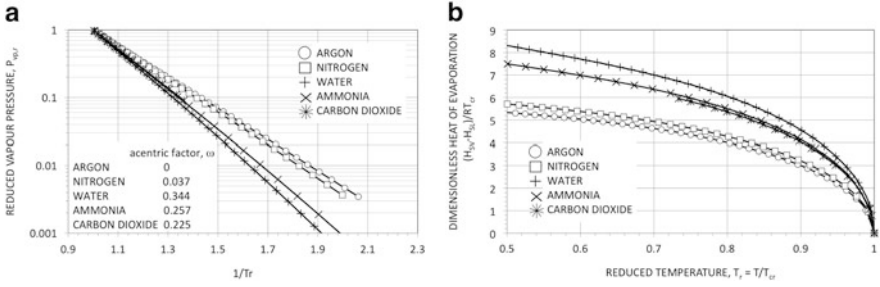 a
REDUCED VAPOUR PRESSURE, Pvp,r
1
0.1
0.01
0.001
ARGON
NITROGEN
WATER
AMMONIA
CARBON DIOXIDE
acentric factor, ω
ARGON 0
NITROGEN 0.037
WATER 0.344
AMMONIA 0.257
CARBON DIOXIDE 0.225
0.9 1.1 1.3 1.5 1.7 1.9 2.1 2.3
1/Tr
b
DIMENSIONLESS HEAT OF EVAPORATION
(HSV-HSL)/RTcr
9
8
7
6
5
4
3
2
1
0
ARGON
NITROGEN
WATER
AMMONIA
CARBON DIOXIDE
0.5 0.6 0.7 0.8 0.9 1
REDUCED TEMPERATURE, Tr = T/Tcr